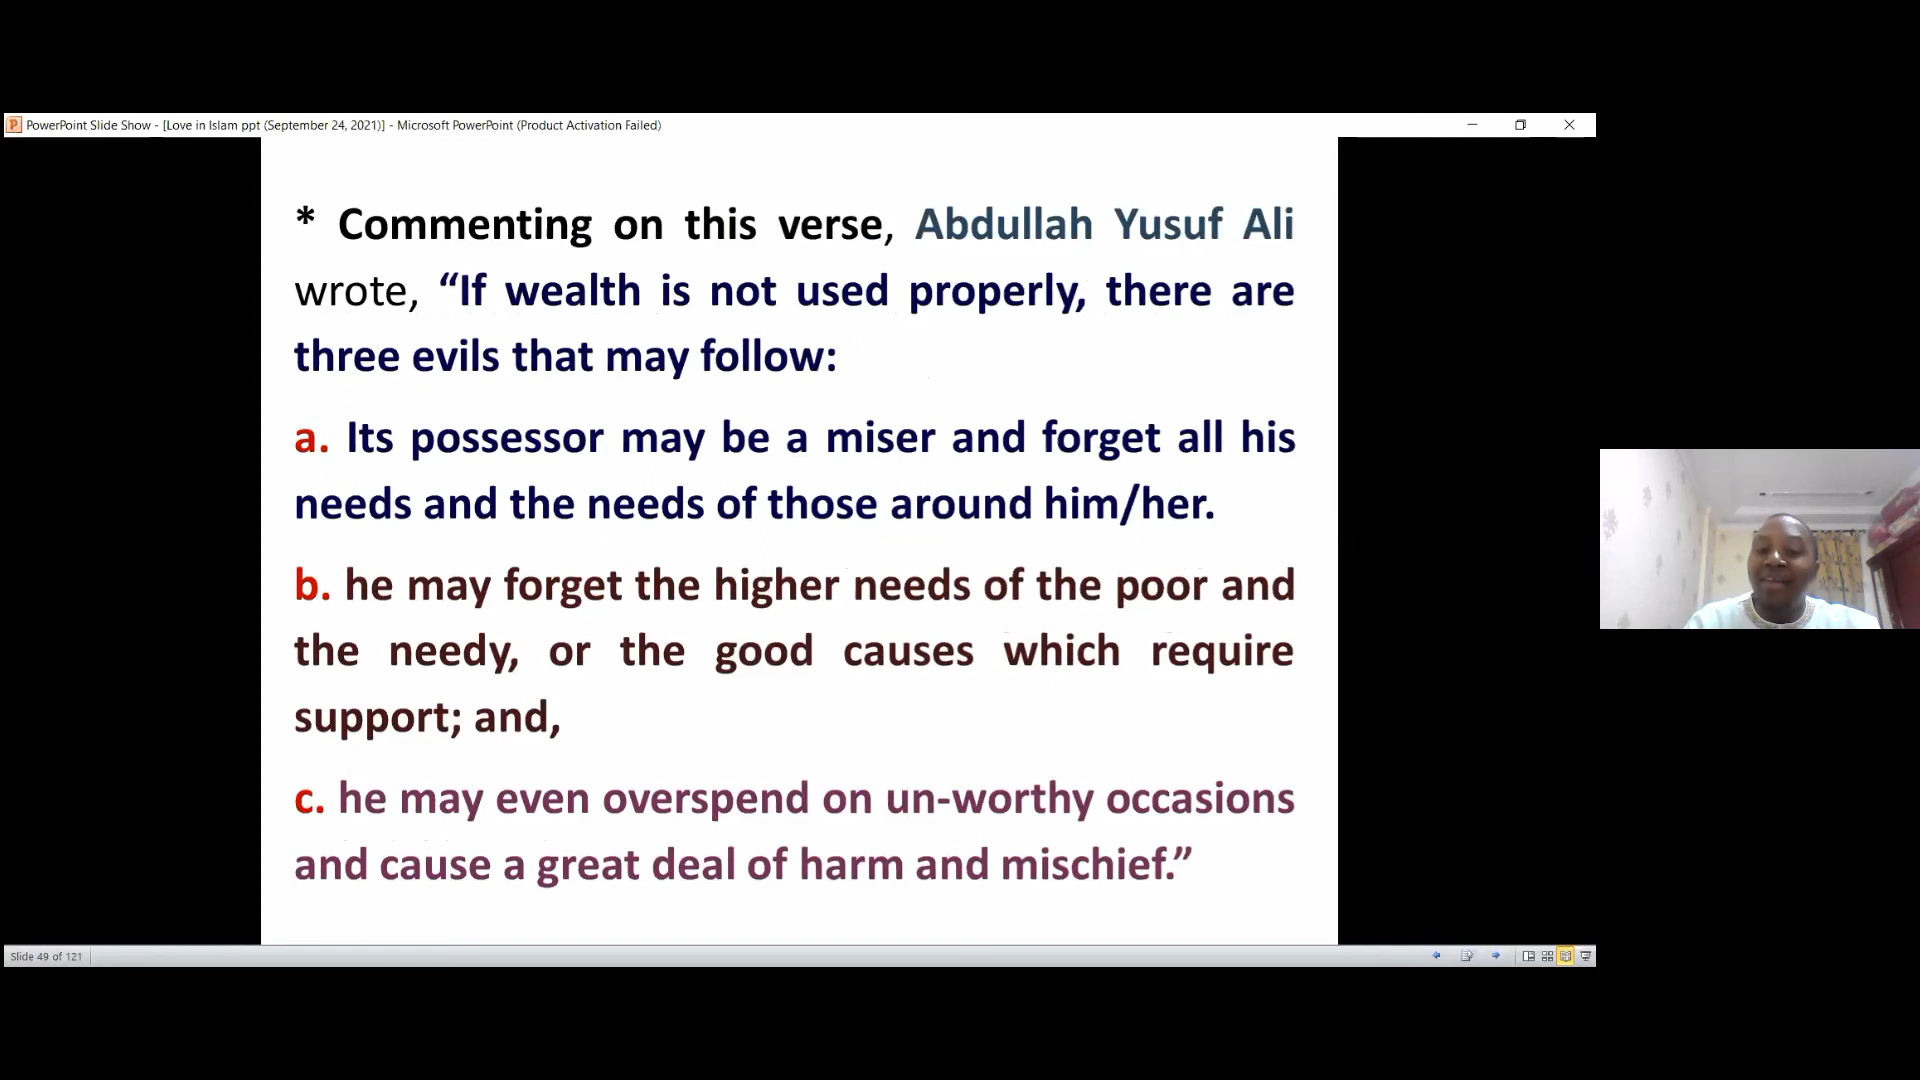 PowerPoint Slide Show - [Love in Islam ppt (September 24, 2021)] - Microsoft PowerPoint (Product Activation Failed)
* Commenting on this verse, Abdullah Yusuf Ali
wrote, “If wealth is not used properly, there are
three evils that may follow:
a. Its possessor may be a miser and forget all his
needs and the needs of those around him/her.
b. he may forget the higher needs of the poor and
the needy, or the good causes which require
support; and,
c. he may even overspend on un-worthy occasions
and cause a great deal of harm and mischief.”
Slide 49 of 121